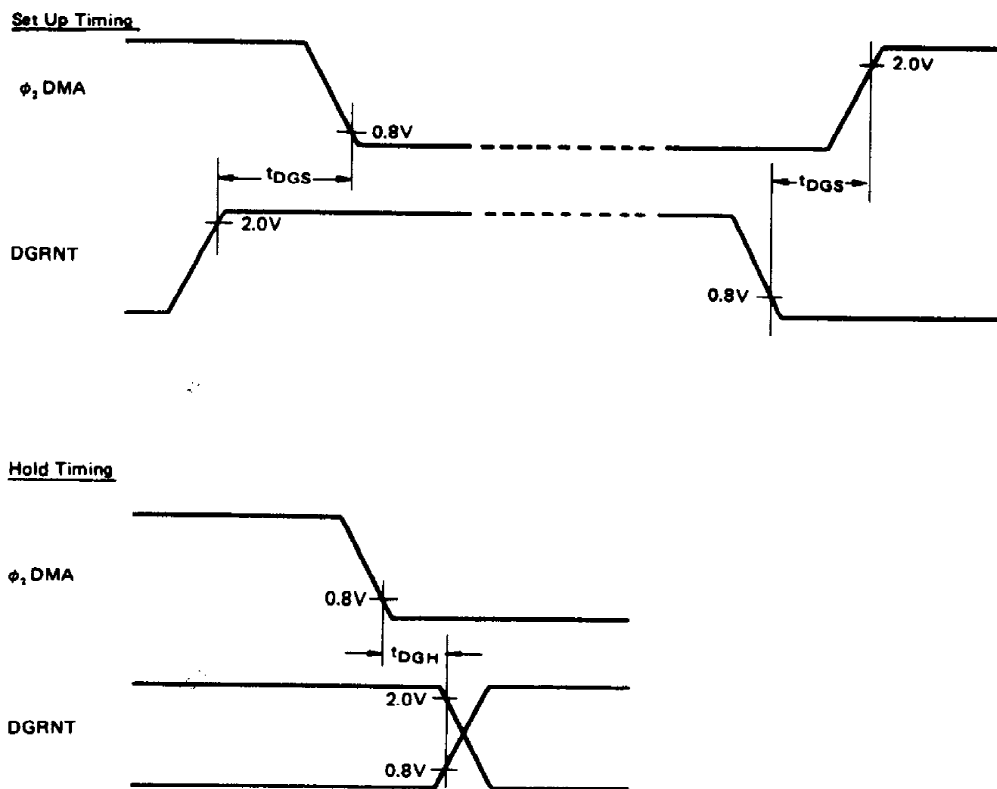 Set Up Timing
ϕ₂ DMA
2.0V
0.8V
tDGS
tDGS
DGRNT
2.0V
0.8V
Hold Timing
ϕ₂ DMA
0.8V
tDGH
DGRNT
2.0V
0.8V